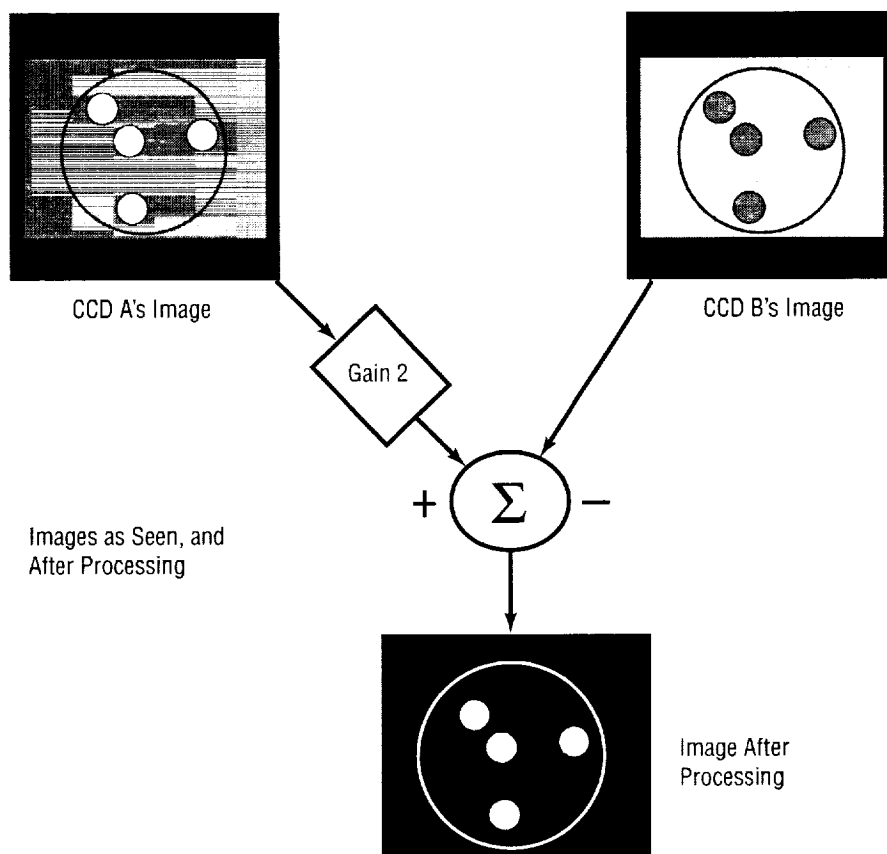 CCD A's Image
CCD B's Image
Gain 2
+ Σ −
Images as Seen, and
After Processing
Image After
Processing